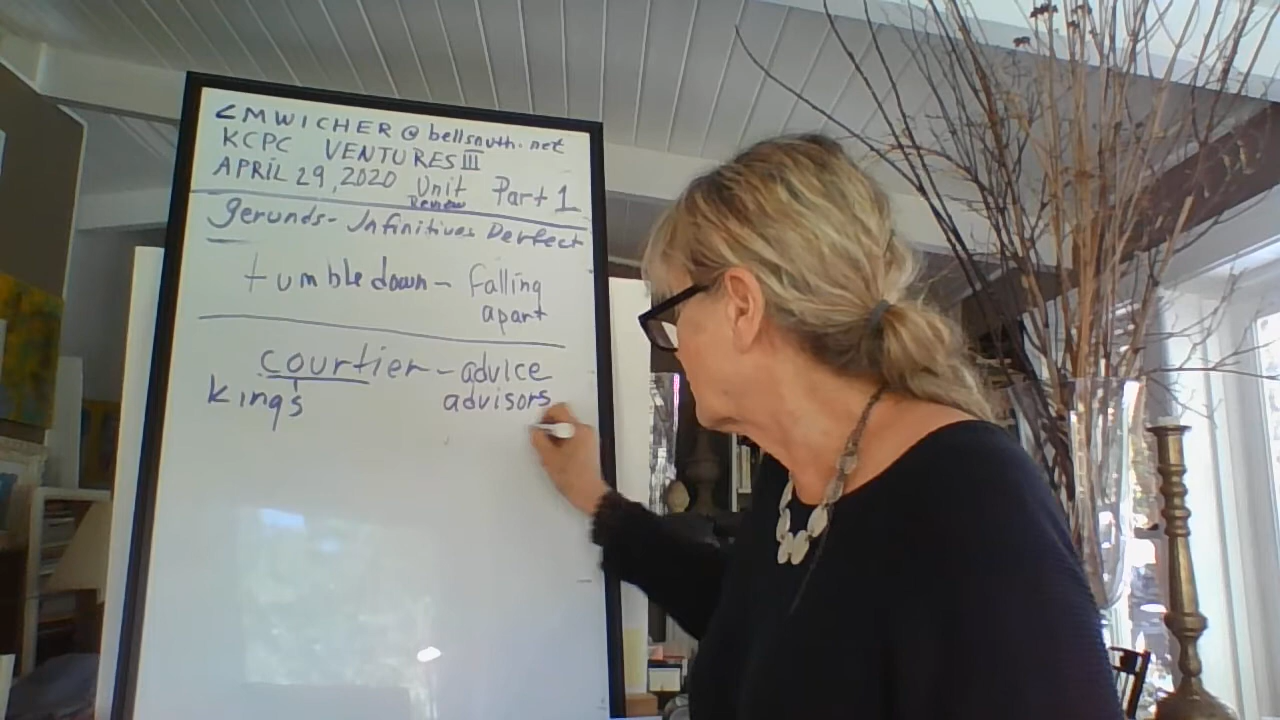 CMWICHER@bellsouth.net
KCPC VENTURES III
APRIL 29, 2020 Unit Review Part 1
gerunds- Infinitives Perfect
tumbledown- falling
apart
courtier- advice
kings advisors